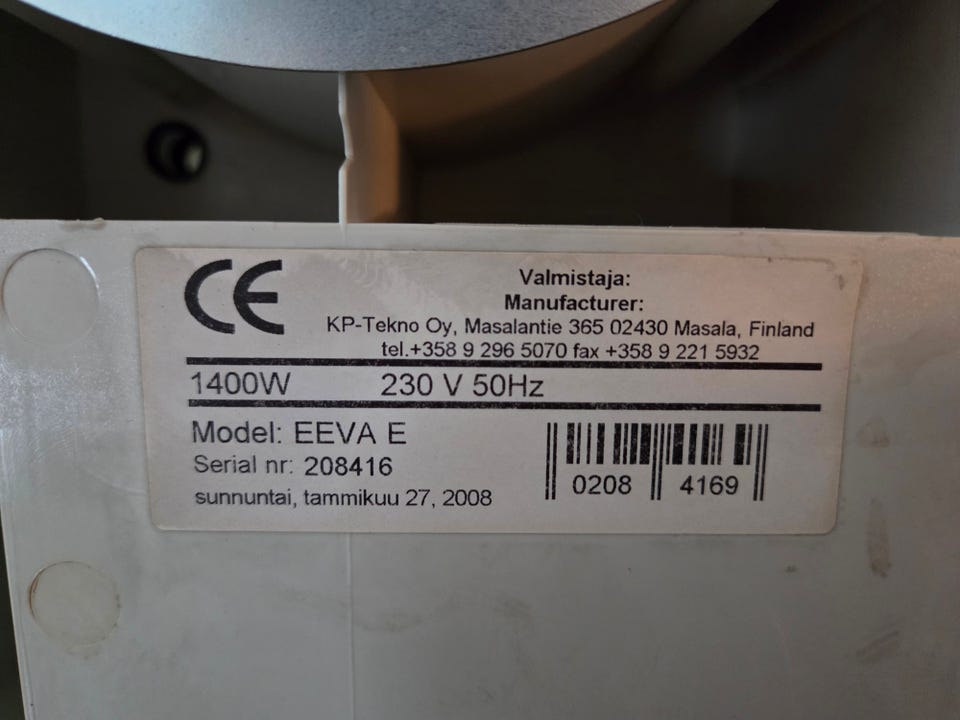 CE
Valmistaja:
Manufacturer:
KP-Tekno Oy, Masalantie 365 02430 Masala, Finland
tel.+358 9 296 5070 fax +358 9 221 5932
1400W 230 V 50Hz
Model: EEVA E
Serial nr: 208416
sunnuntai, tammikuu 27, 2008
0208 4169